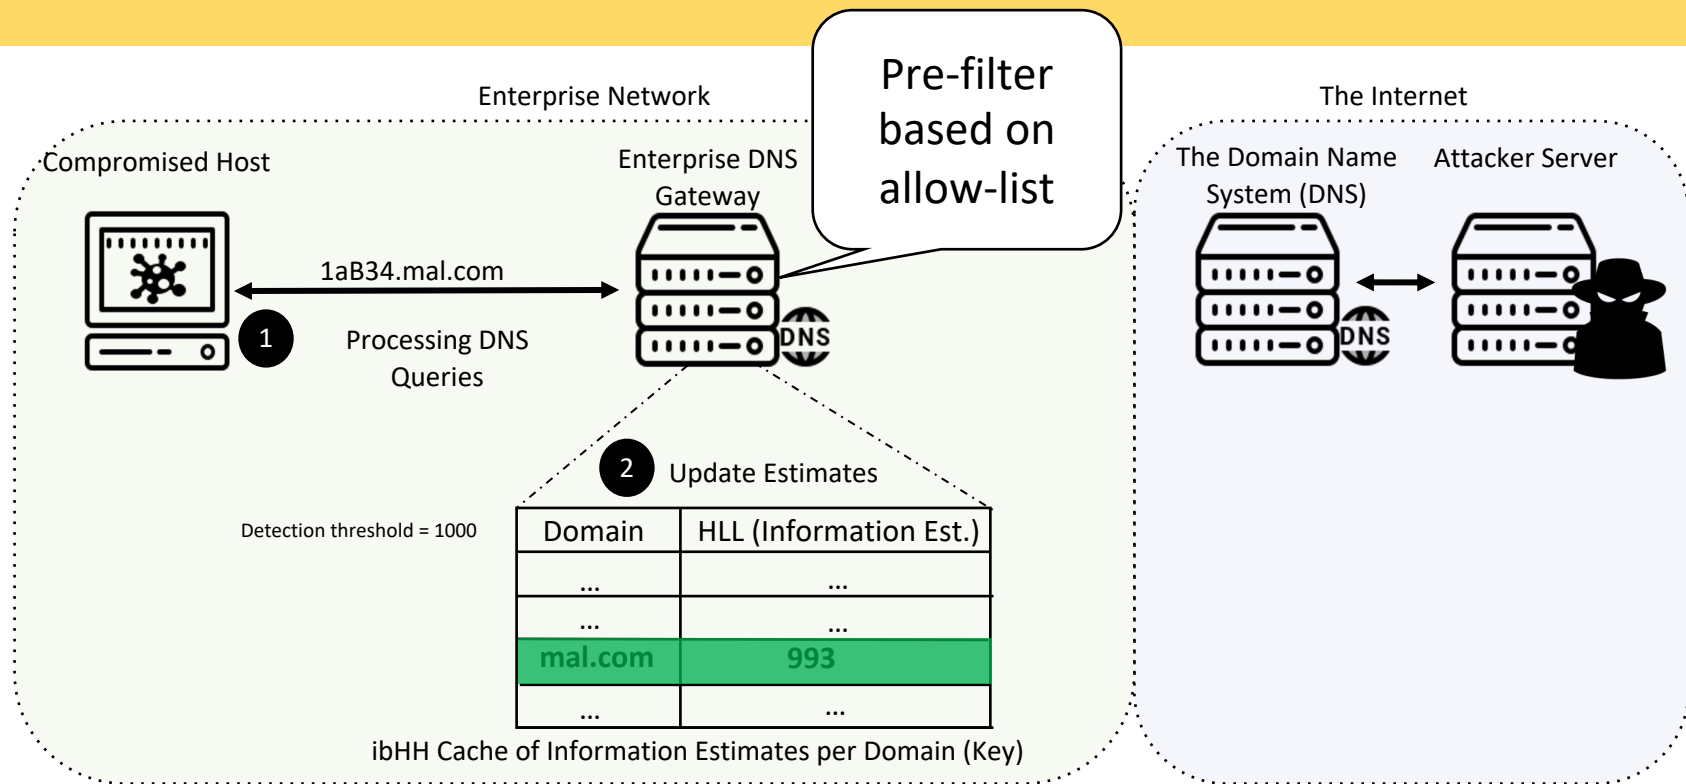 Pre-filter
based on
allow-list
Enterprise Network
The Internet
Compromised Host
Enterprise DNS
Gateway
The Domain Name
System (DNS)
Attacker Server
1aB34.mal.com
1
Processing DNS
Queries
DNS
DNS
2
Update Estimates
Detection threshold = 1000
Domain HLL (Information Est.)
... ...
... ...
mal.com 993
... ...
ibHH Cache of Information Estimates per Domain (Key)